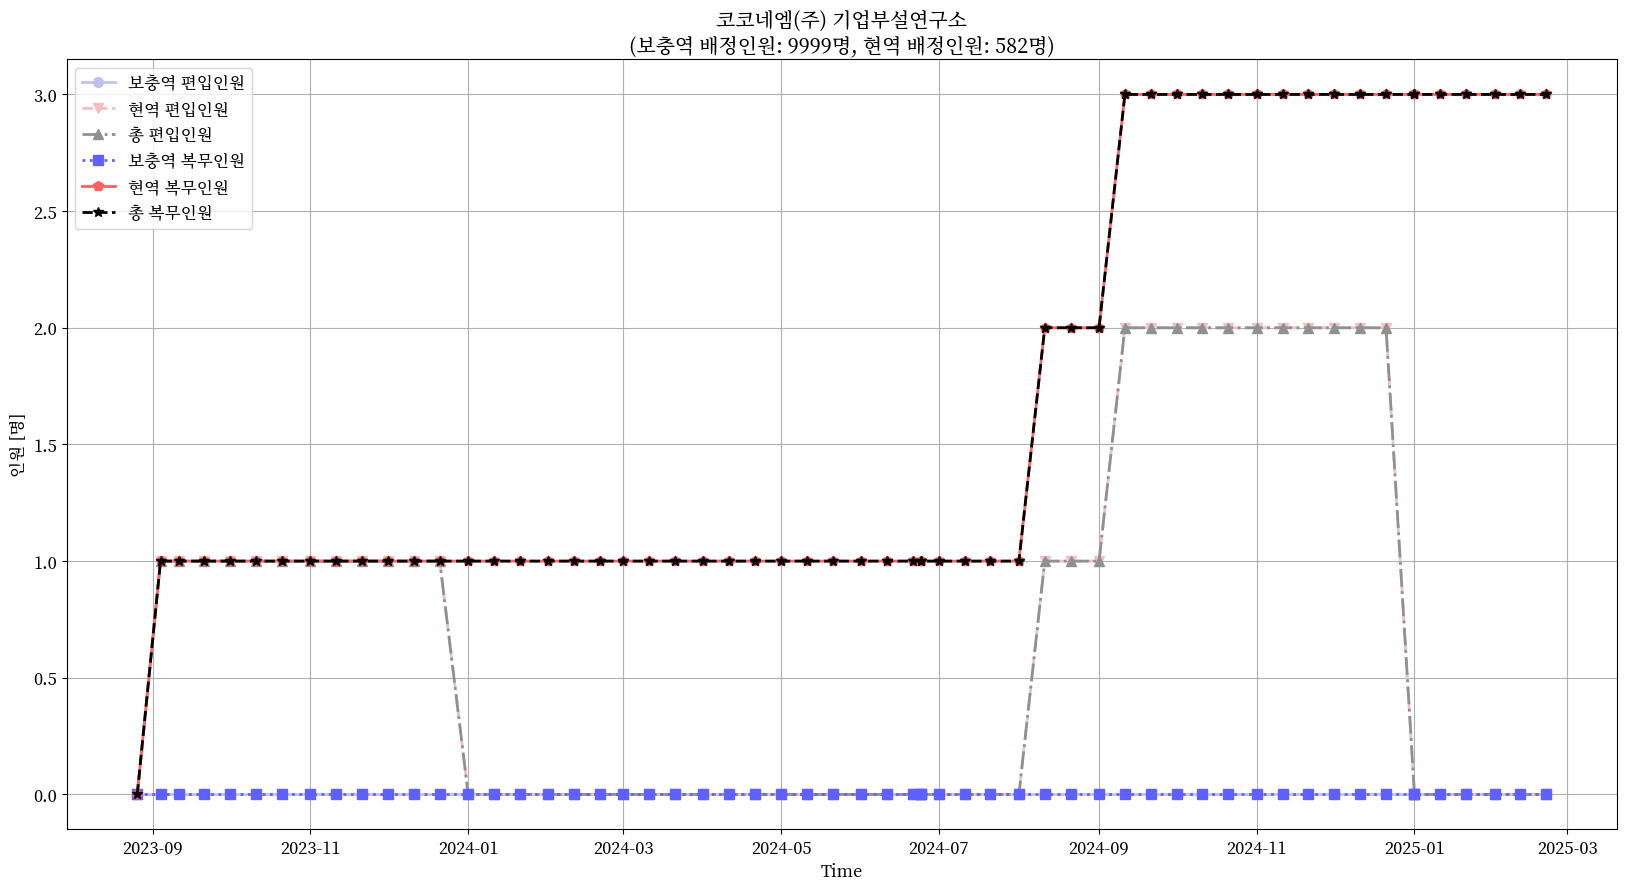 코코네엠(주) 기업부설연구소
(보충역 배정인원: 9999명, 현역 배정인원: 582명)
보충역 편입인원
현역 편입인원
총 편입인원
보충역 복무인원
현역 복무인원
총 복무인원
인원 [명]
3.0
2.5
2.0
1.5
1.0
0.5
0.0
2023-09
2023-11
2024-01
2024-03
2024-05
2024-07
2024-09
2024-11
2025-01
2025-03
Time